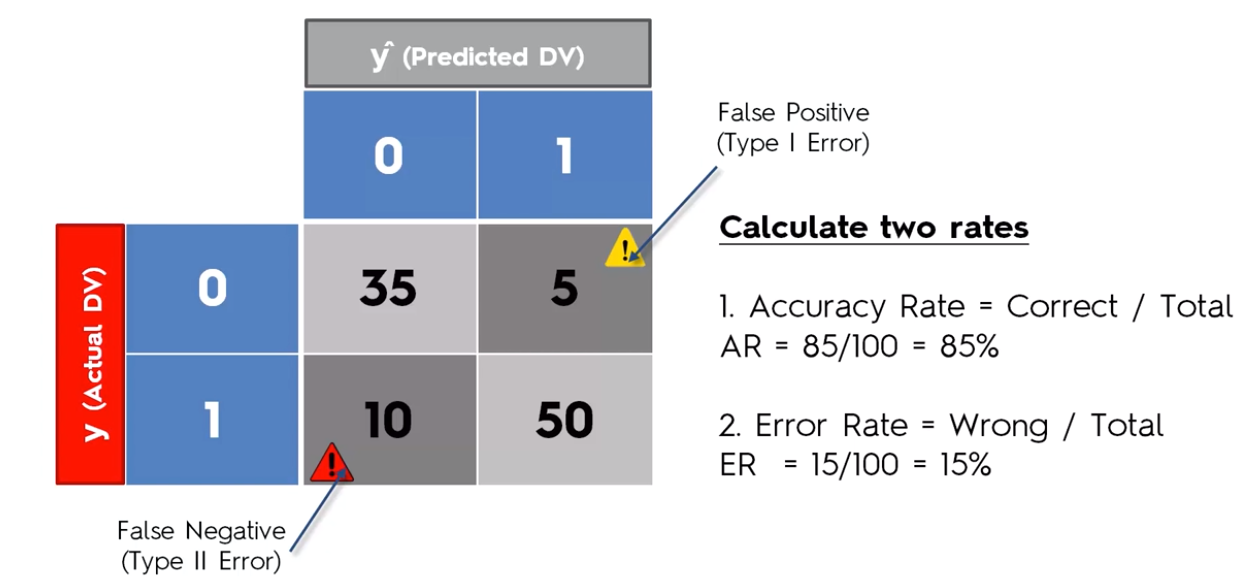 ŷ (Predicted DV)
0 1
False Positive
(Type I Error)
Calculate two rates
y (Actual DV)
0 35 5
1. Accuracy Rate = Correct / Total
AR = 85/100 = 85%
1 10 50
2. Error Rate = Wrong / Total
ER = 15/100 = 15%
False Negative
(Type II Error)